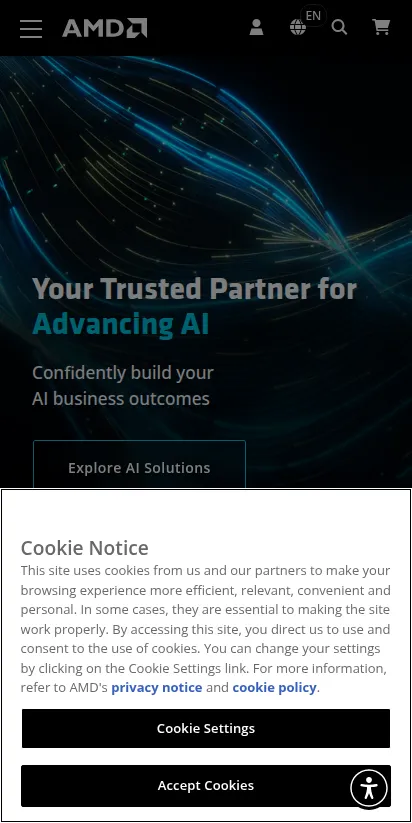 AMD
EN
Your Trusted Partner for
Advancing AI
Confidently build your
AI business outcomes
Explore AI Solutions
Cookie Notice
This site uses cookies from us and our partners to make your
browsing experience more efficient, relevant, convenient and
personal. In some cases, they are essential to making the site
work properly. By accessing this site, you direct us to use and
consent to the use of cookies. You can change your settings
by clicking on the Cookie Settings link. For more information,
refer to AMD's privacy notice and cookie policy.
Cookie Settings
Accept Cookies